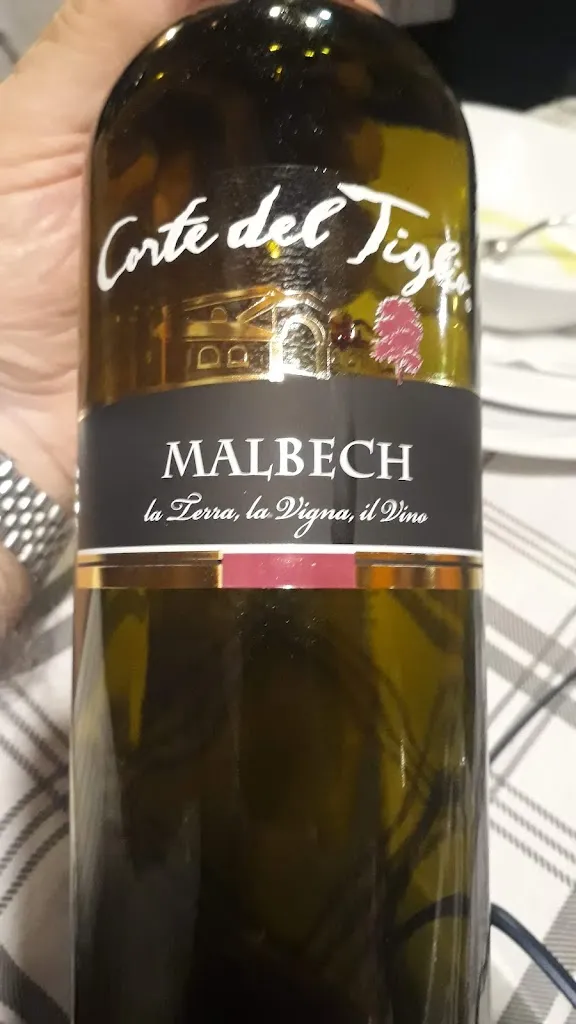 Corte del Tiglio
MALBECH
la Terra, la Vigna, il Vino